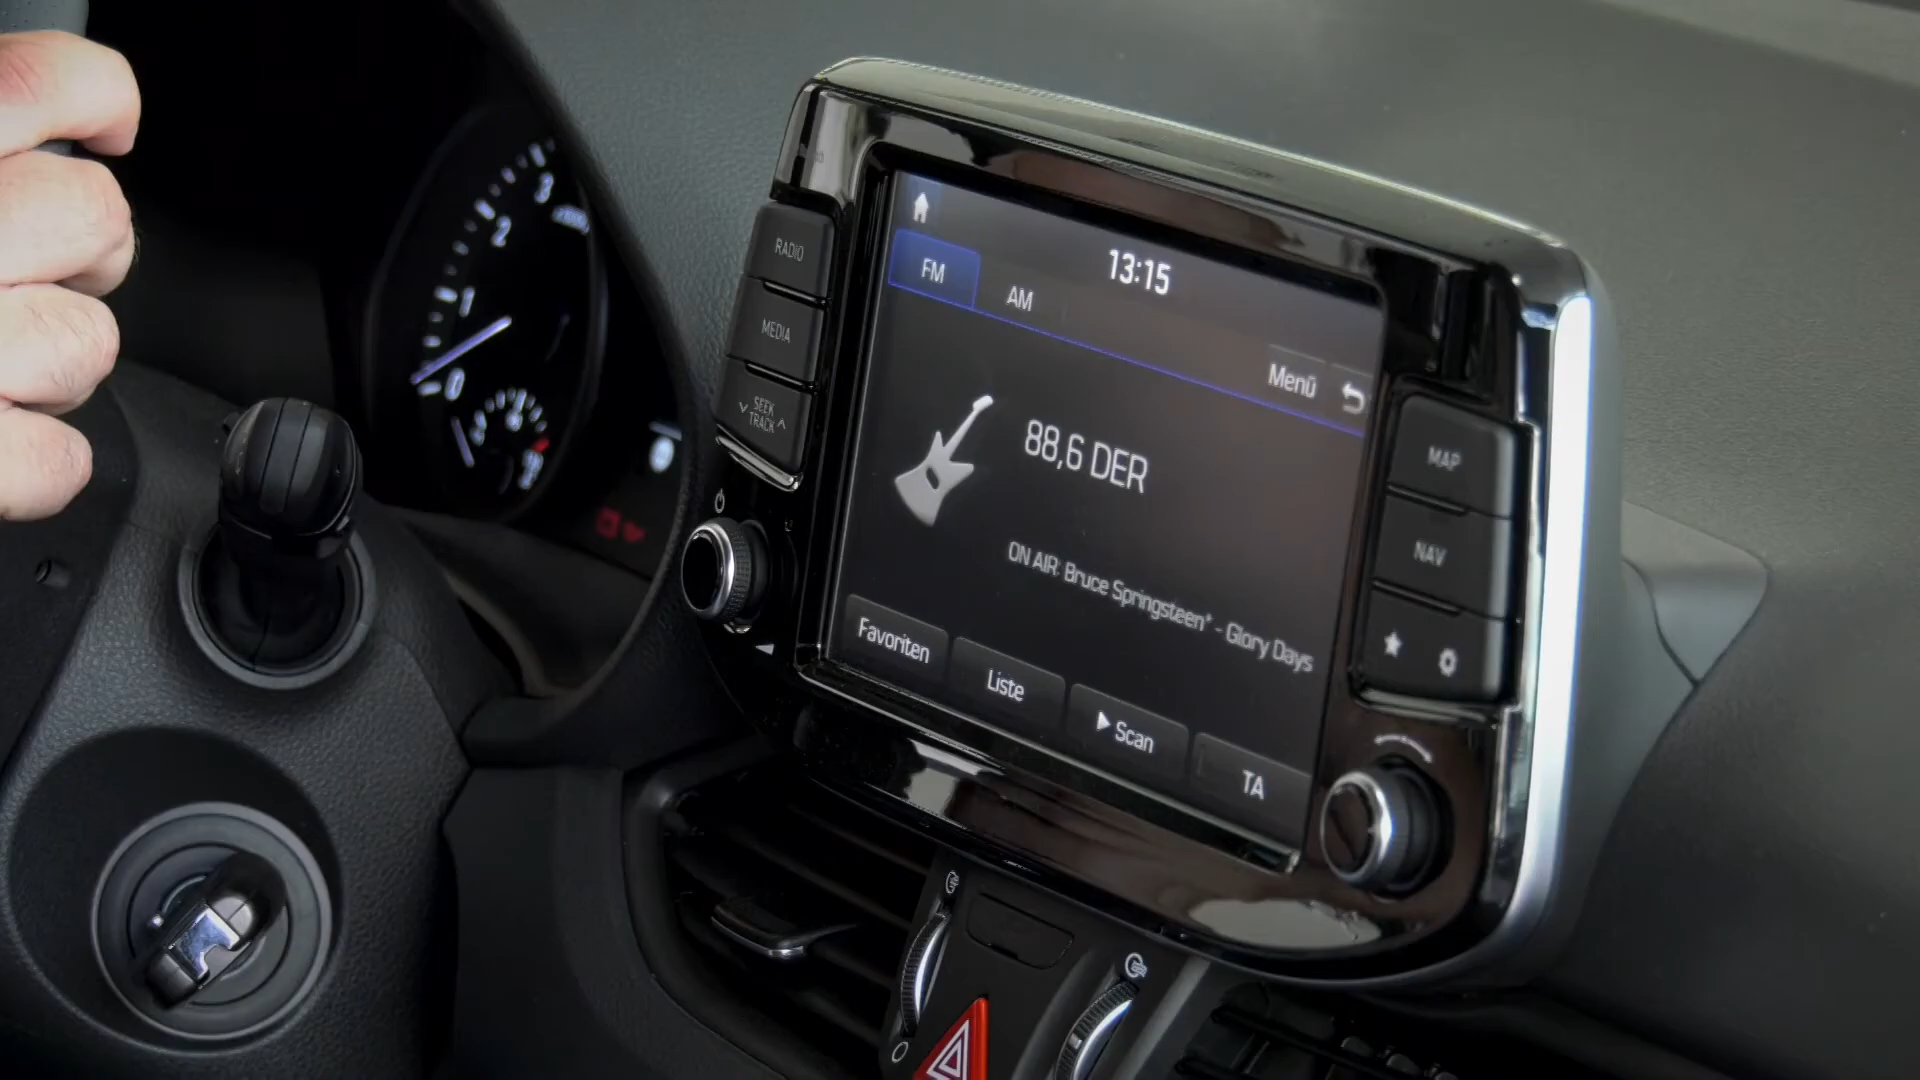 13:15
FM
AM
Menü
88,6 DER
ON AIR: Bruce Springsteen* - Glory Days
Favoriten
Liste
Scan
TA
RADIO
MEDIA
SEEK
TRACK
MAP
NAV
3
2
1
0